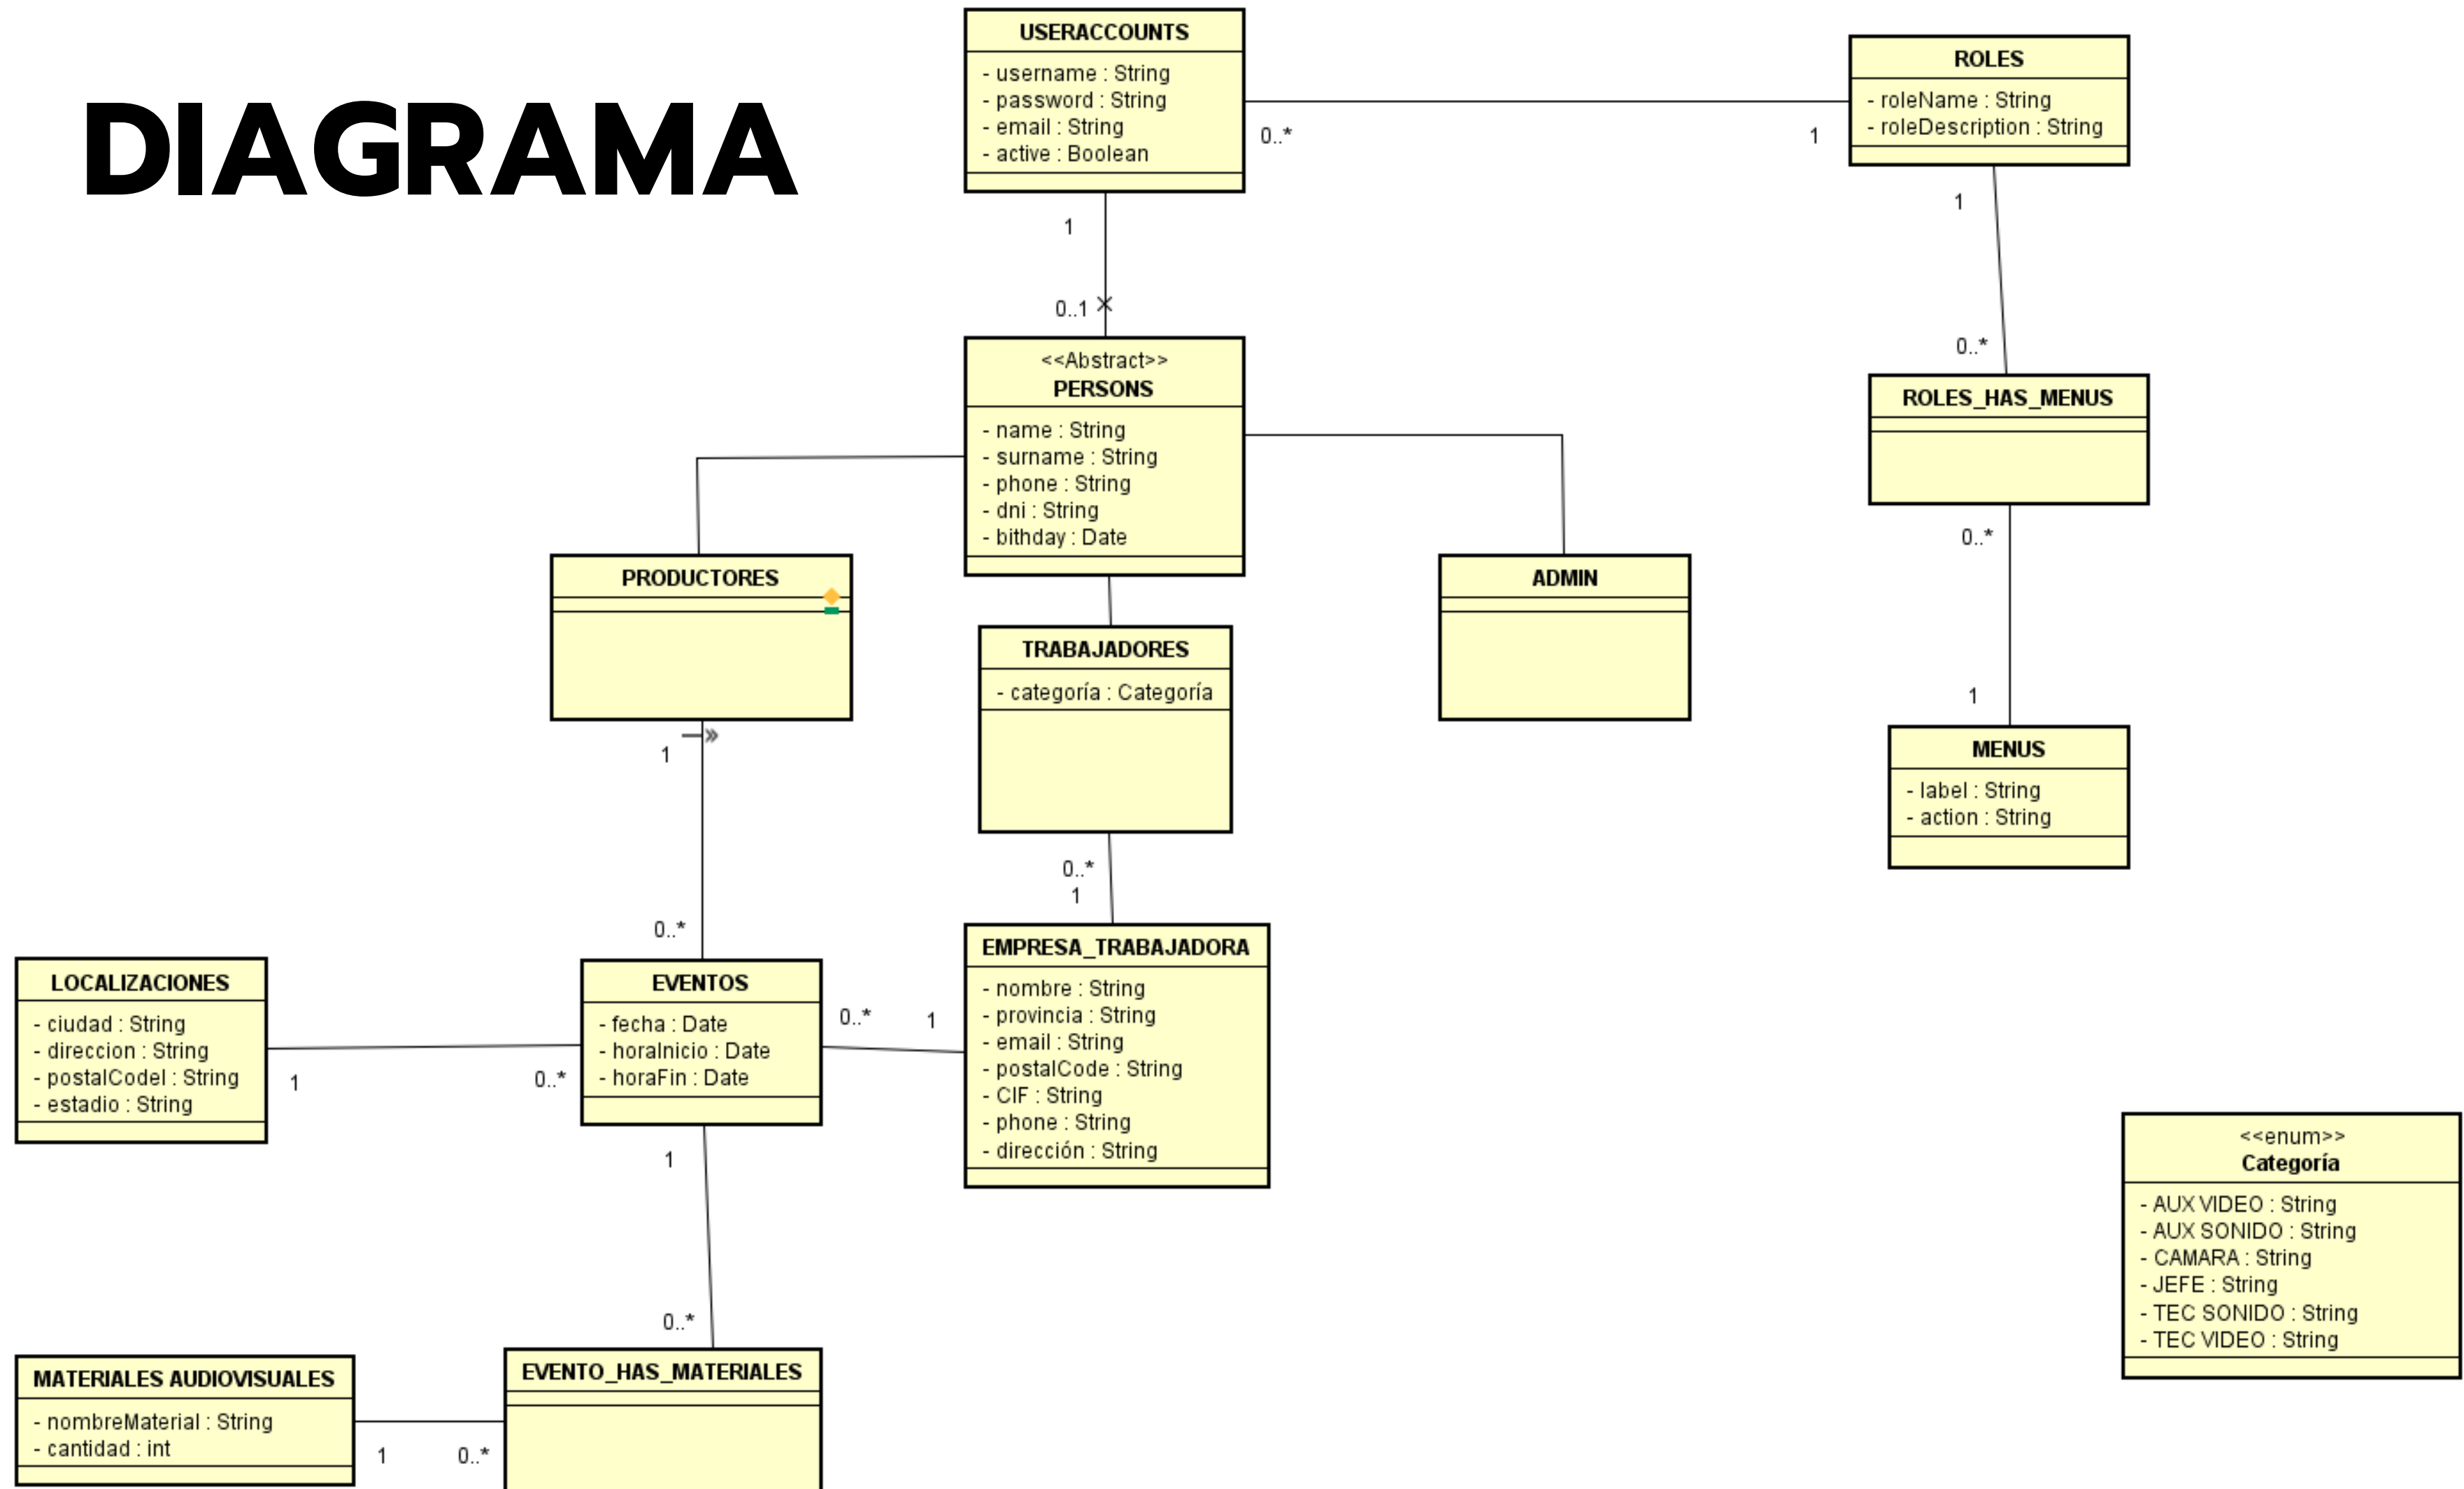 DIAGRAMA
USERACCOUNTS
- username : String
- password : String
- email : String
- active : Boolean
0..*
1
ROLES
- roleName : String
- roleDescription : String
1
0..1
<<Abstract>>
PERSONS
- name : String
- surname : String
- phone : String
- dni : String
- bithday : Date
1
0..*
ROLES_HAS_MENUS
0..*
1
MENUS
- label : String
- action : String
PRODUCTORES
TRABAJADORES
- categoría : Categoría
ADMIN
1
0..*
0..*
1
LOCALIZACIONES
- ciudad : String
- direccion : String
- postalCodel : String
- estadio : String
1
0..*
EVENTOS
- fecha : Date
- horaInicio : Date
- horaFin : Date
0..*
1
EMPRESA_TRABAJADORA
- nombre : String
- provincia : String
- email : String
- postalCode : String
- CIF : String
- phone : String
- dirección : String
1
0..*
<<enum>>
Categoría
- AUX VIDEO : String
- AUX SONIDO : String
- CAMARA : String
- JEFE : String
- TEC SONIDO : String
- TEC VIDEO : String
MATERIALES AUDIOVISUALES
- nombreMaterial : String
- cantidad : int
1
0..*
EVENTO_HAS_MATERIALES